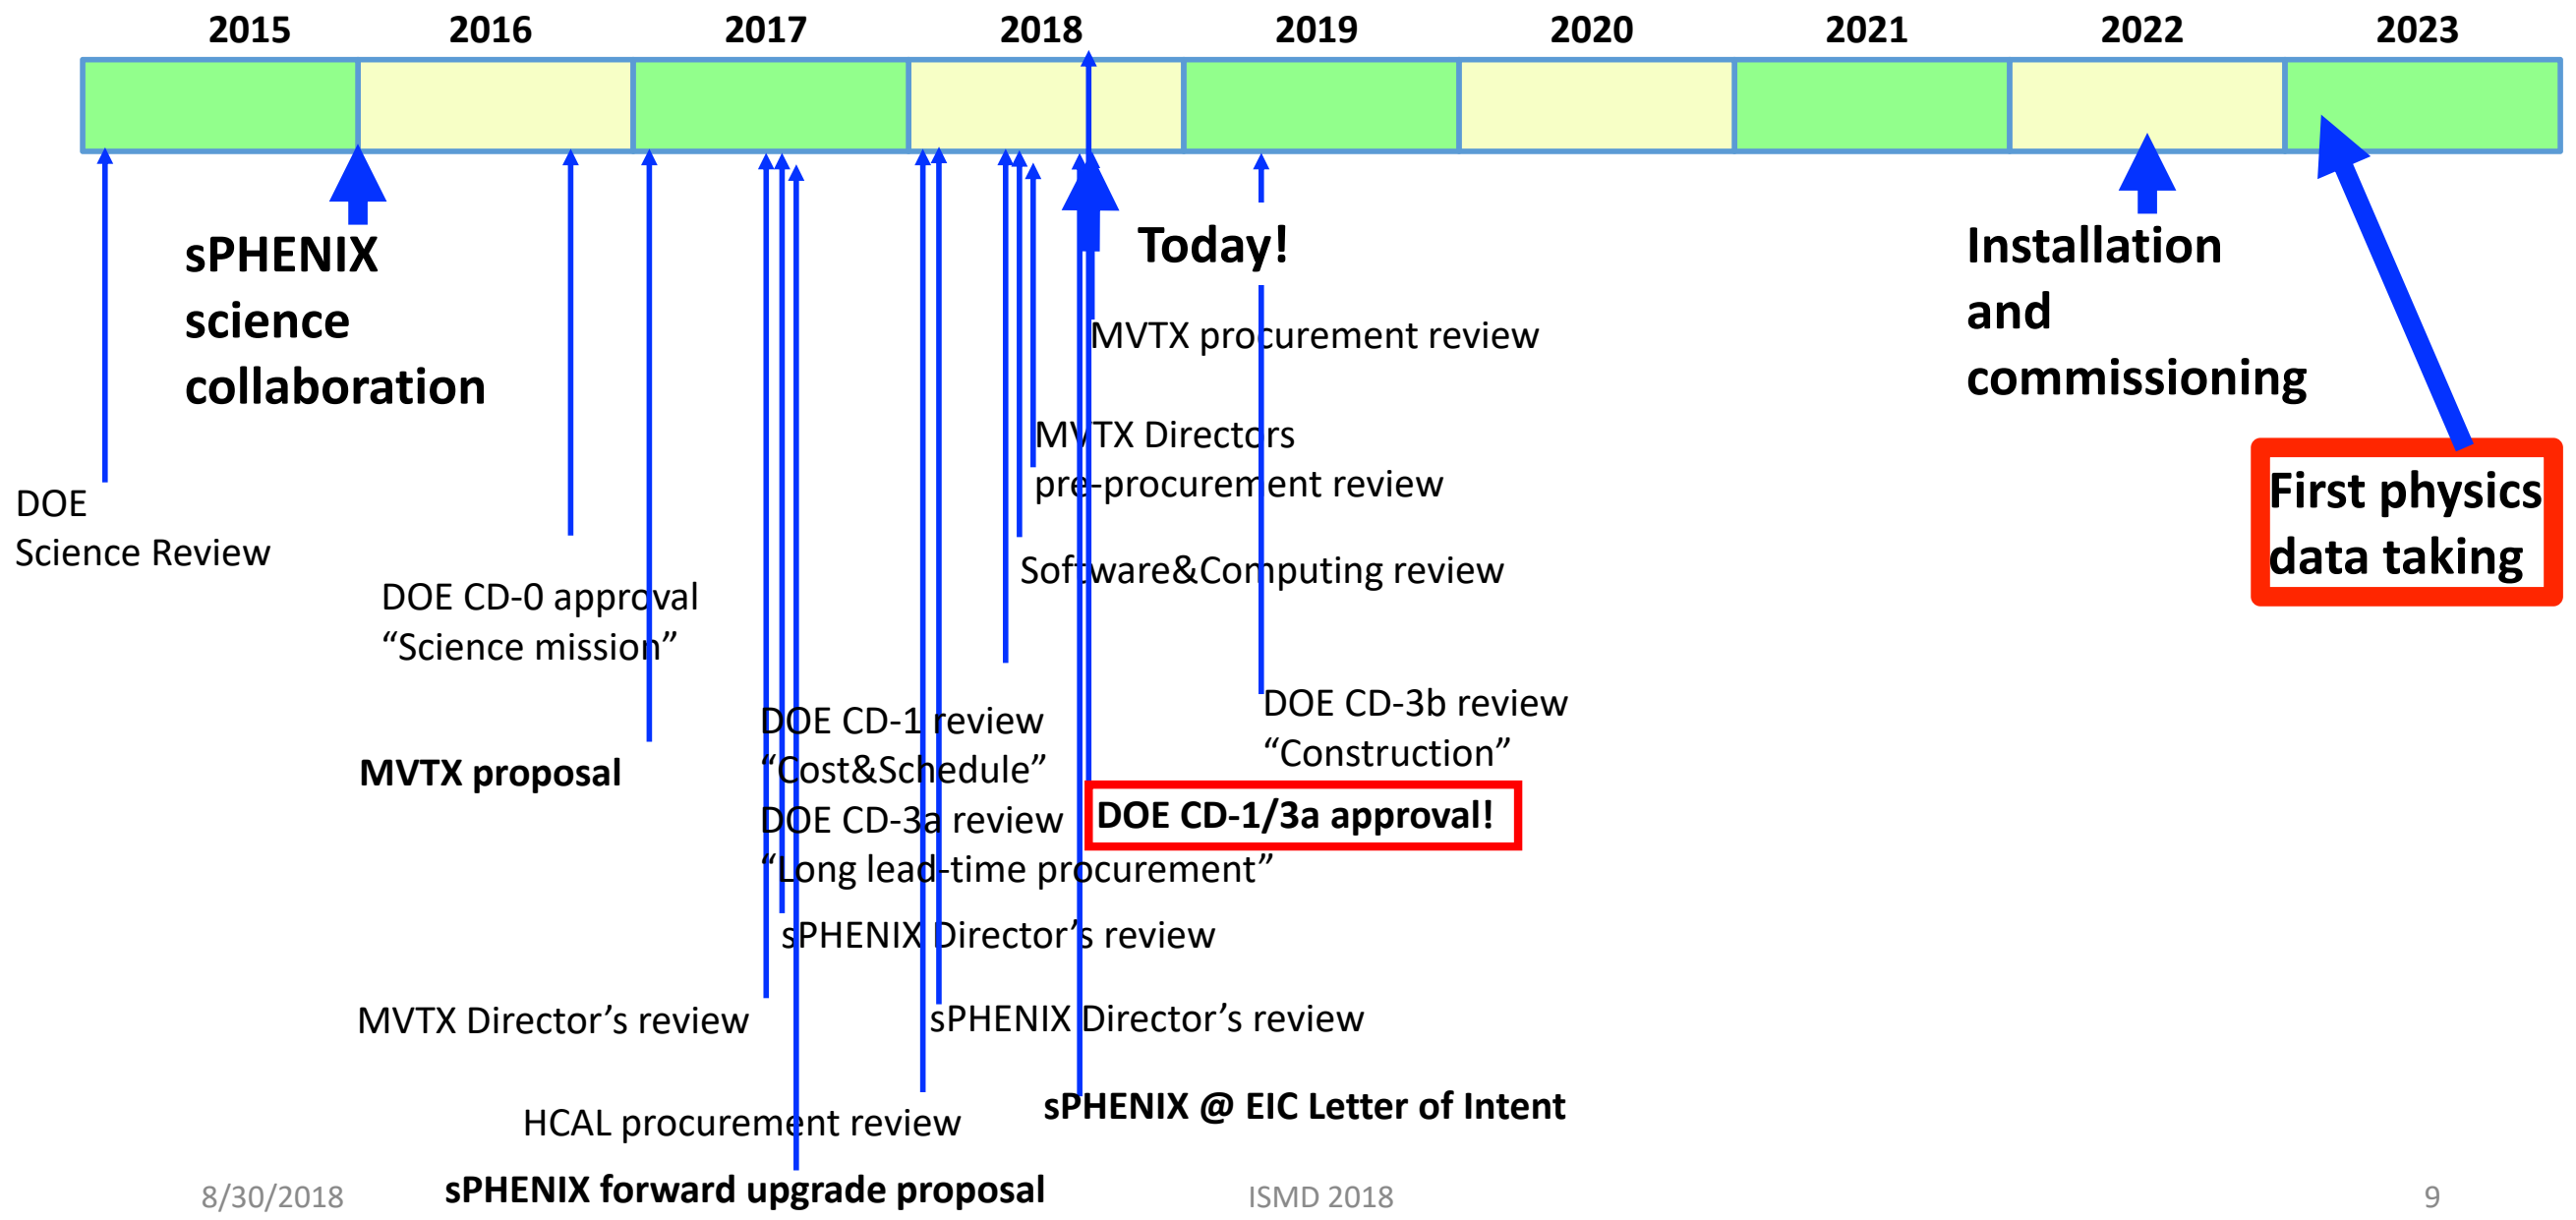 2015 2016 2017 2018 2019 2020 2021 2022 2023
sPHENIX
science
collaboration
Today!
Installation
and
commissioning
MVTX procurement review
MVTX Directors
pre-procurement review
First physics
data taking
DOE
Science Review
Software&Computing review
DOE CD-0 approval
“Science mission”
DOE CD-1 review
“Cost&Schedule”
DOE CD-3a review
“Long lead-time procurement”
DOE CD-3b review
“Construction”
MVTX proposal
DOE CD-1/3a approval!
sPHENIX Director’s review
MVTX Director’s review
sPHENIX Director’s review
HCAL procurement review
sPHENIX @ EIC Letter of Intent
sPHENIX forward upgrade proposal
8/30/2018
ISMD 2018
9